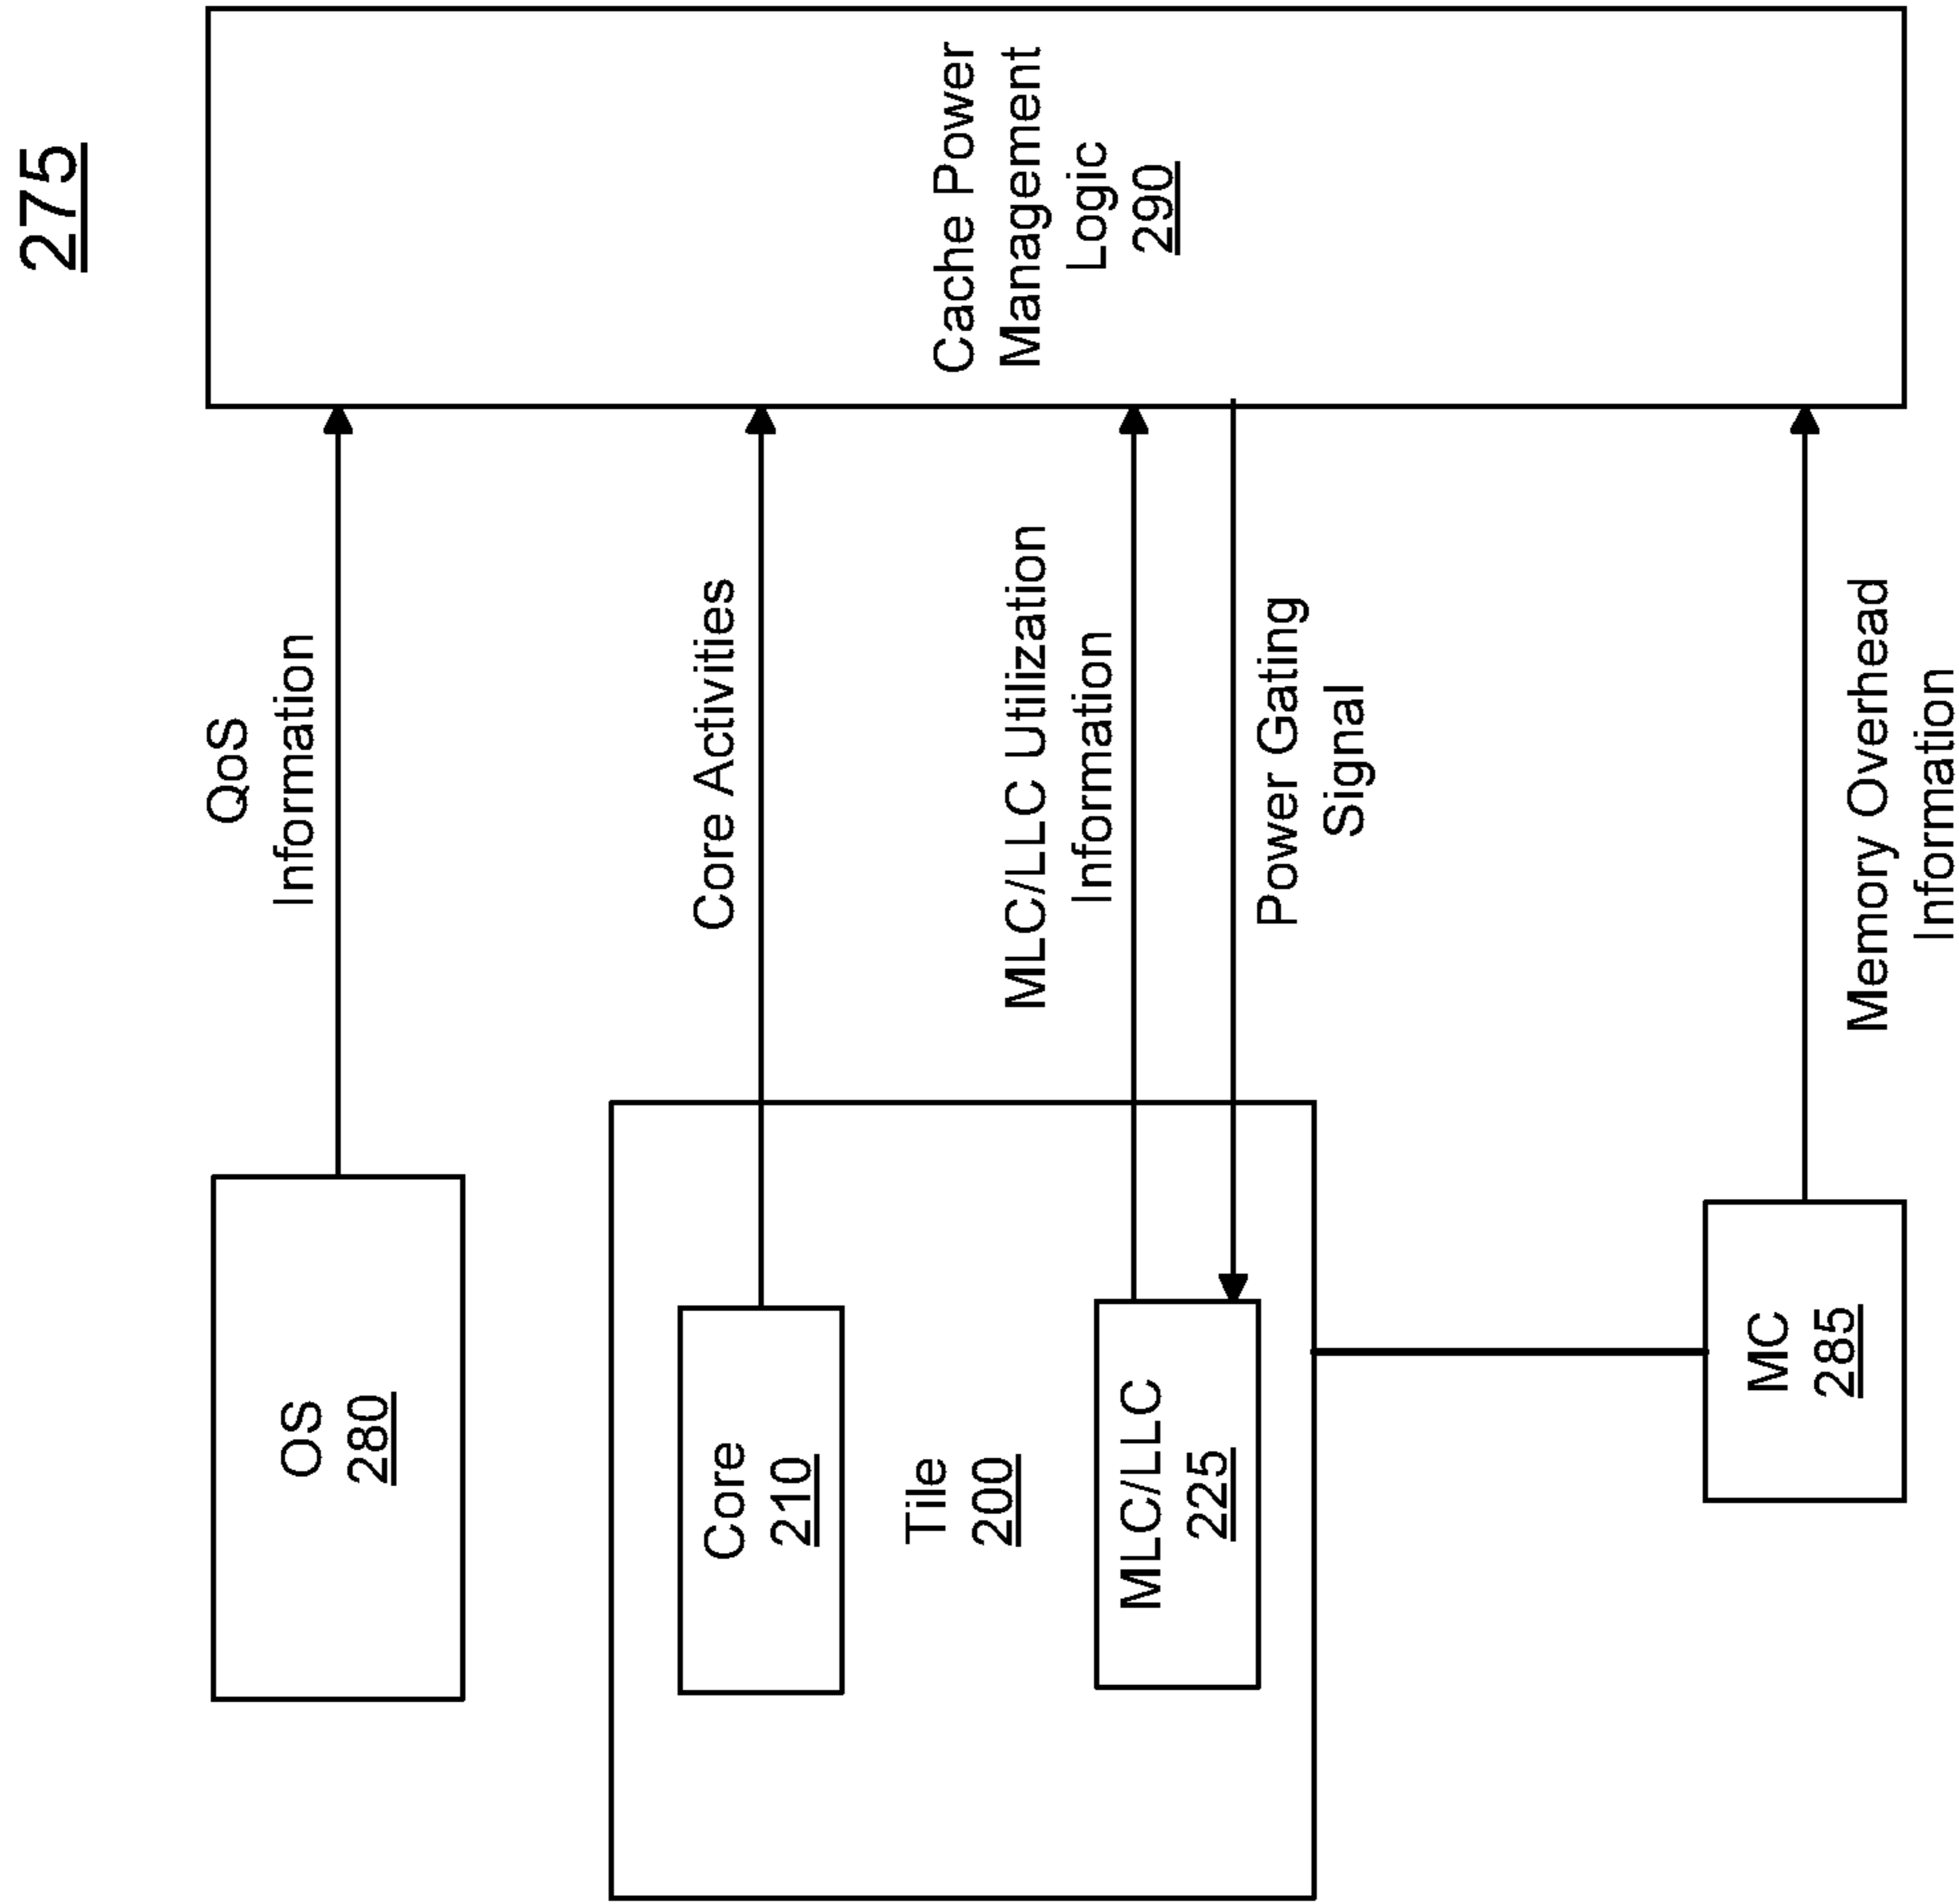 275
OS
280
QoS
Information
Core
210
Core Activities
Tile
200
Cache Power
Management
Logic
290
MLC/LLC Utilization
Information
MLC/LLC
225
Power Gating
Signal
MC
285
Memory Overhead
Information